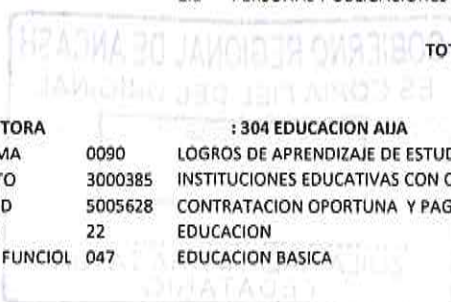 TOT
GOBIERNO REGIONAL DE ANCASH
ES COPIA FIEL DEL ORIGINAL
TORA : 304 EDUCACION AIJA
MA 0090 LOGROS DE APRENDIZAJE DE ESTUD
TO 3000385 INSTITUCIONES EDUCATIVAS CON C
D 5005628 CONTRATACION OPORTUNA Y PAG
22 EDUCACION
FUNCIOL 047 EDUCACION BASICA
FEDATARIO